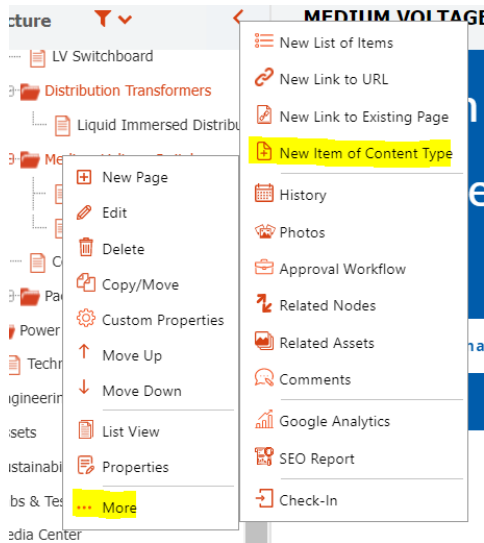 cture
MEDIUM VOLTAGE
LV Switchboard
Distribution Transformers
Liquid Immersed Distribu
Power
Techn
ngineerin
ssets
ustainabi
bs & Tes
edia Center
New Page
Edit
Delete
Copy/Move
Custom Properties
Move Up
Move Down
List View
Properties
More
New List of Items
New Link to URL
New Link to Existing Page
New Item of Content Type
History
Photos
Approval Workflow
Related Nodes
Related Assets
Comments
Google Analytics
SEO Report
Check-In